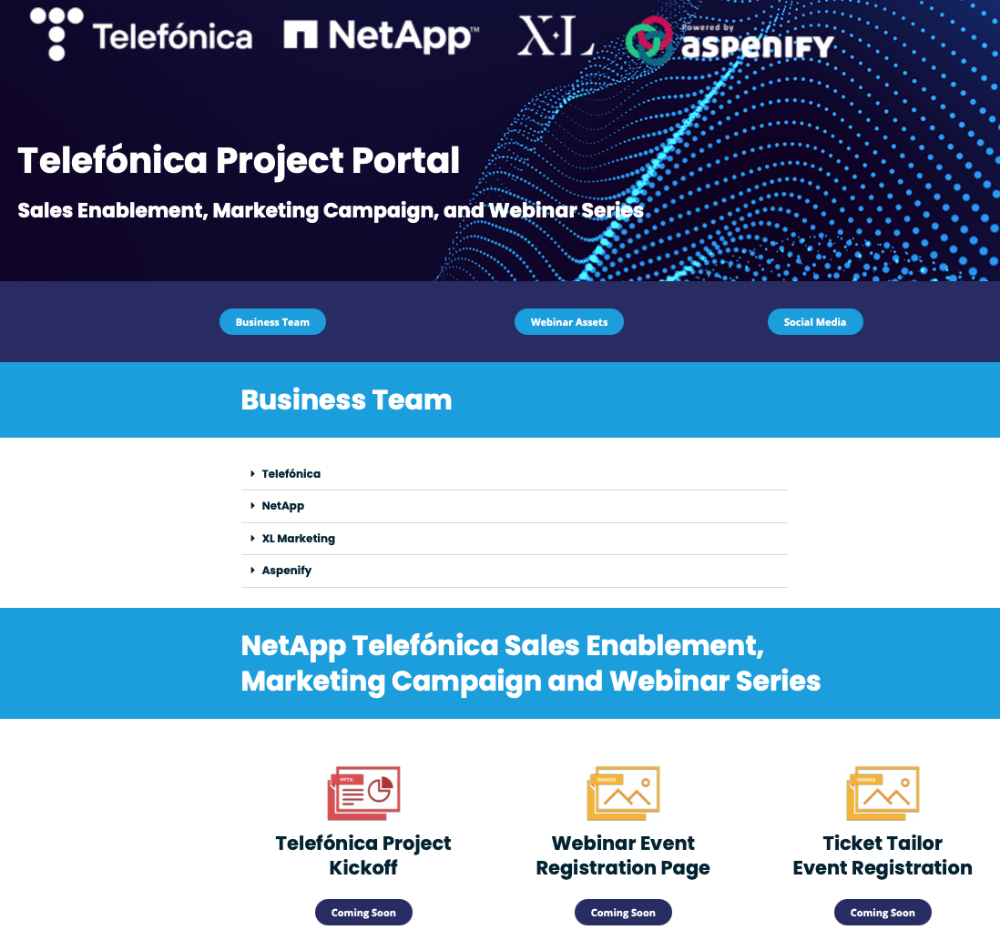 Telefónica
NetApp™
XL
Powered by
aspenify
Telefónica Project Portal
Sales Enablement, Marketing Campaign, and Webinar Series
Business Team
Webinar Assets
Social Media
Business Team
Telefónica
NetApp
XL Marketing
Aspenify
NetApp Telefónica Sales Enablement,
Marketing Campaign and Webinar Series
PPTX.
IMAGES
IMAGES
Telefónica Project
Kickoff
Webinar Event
Registration Page
Ticket Tailor
Event Registration
Coming Soon
Coming Soon
Coming Soon